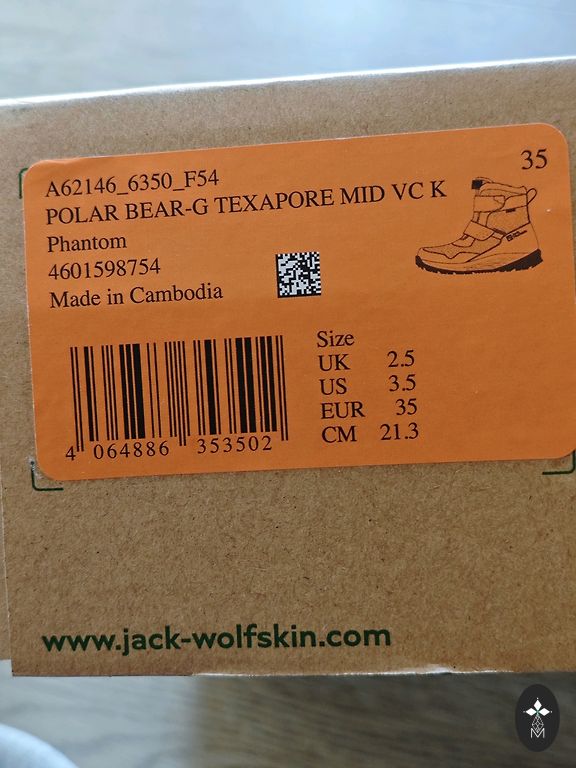 35
A62146_6350_F54
POLAR BEAR-G TEXAPORE MID VC K
Phantom
4601598754
Made in Cambodia
Size
UK 2.5
US 3.5
EUR 35
CM 21.3
4 064886 353502
www.jack-wolfskin.com